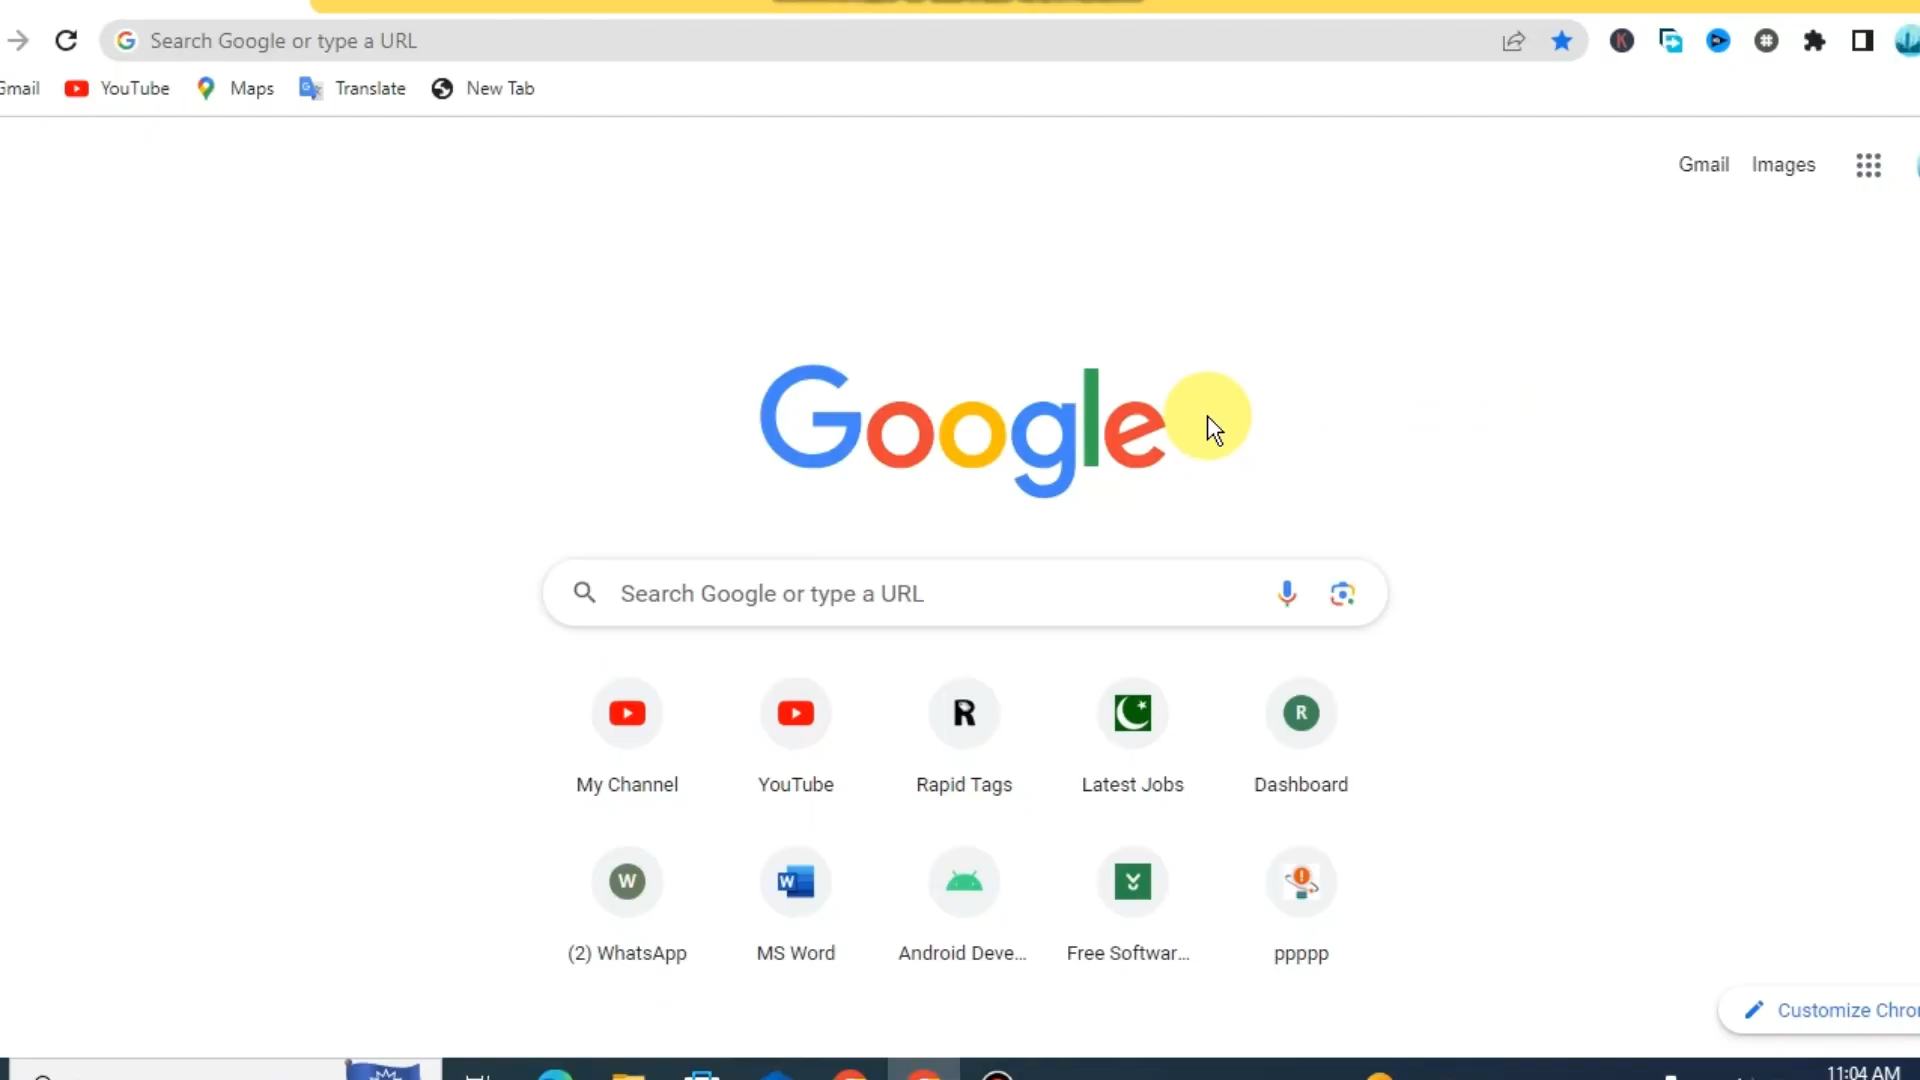 Search Google or type a URL
Gmail YouTube Maps Translate New Tab
Gmail Images
Google
Search Google or type a URL
My Channel YouTube Rapid Tags Latest Jobs Dashboard
(2) WhatsApp MS Word Android Deve... Free Softwar... ppppp
Customize Chro
11:04 AM